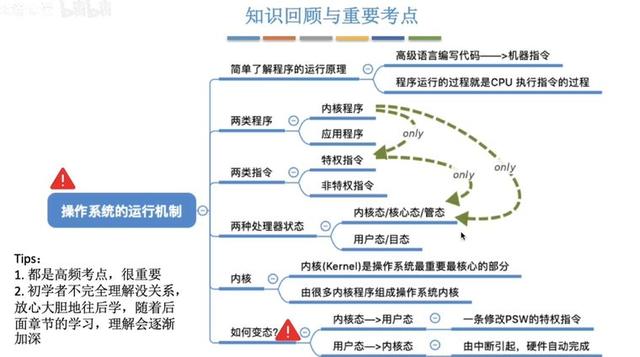 知识回顾与重要考点
高级语言编写代码——>机器指令
简单了解程序的运行原理
程序运行的过程就是CPU 执行指令的过程
内核程序
两类程序
only
应用程序
特权指令
only
only
两类指令
非特权指令
操作系统的运行机制
内核态/核心态/管态
两种处理器状态
用户态/目态
Tips:
1. 都是高频考点，很重要
2. 初学者不完全理解没关系，
放心大胆地往后学，随着后
面章节的学习，理解会逐渐
加深
内核(Kernel)是操作系统最重要最核心的部分
内核
由很多内核程序组成操作系统内核
内核态—>用户态
一条修改PSW的特权指令
如何变态?
用户态—>内核态
由中断引起，硬件自动完成